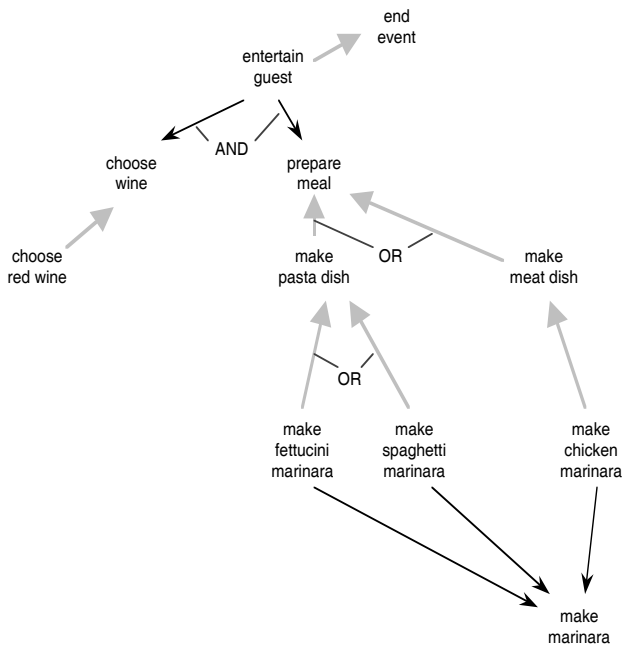 end
event
entertain
guest
AND
choose
wine
prepare
meal
choose
red wine
make
pasta dish
OR
make
meat dish
OR
make
fettucini
marinara
make
spaghetti
marinara
make
chicken
marinara
make
marinara